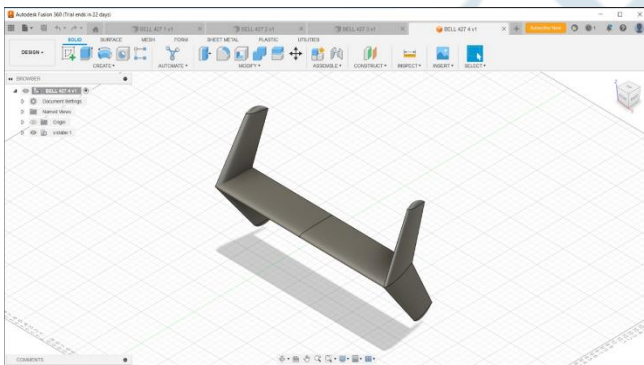 Autodesk Fusion 360 (Trial ends in 22 days)
BELL 427 1 v1
BELL 427 2 v1
BELL 427 3 v1
BELL 427 4 v1
Subscribe Now
DESIGN
SOLID SURFACE MESH FORM SHEET METAL PLASTIC UTILITIES
CREATE AUTOMATE MODIFY ASSEMBLE CONSTRUCT INSPECT INSERT SELECT
BROWSER
BELL 427 4 v1
Document Settings
Named Views
Origin
COMMENTS